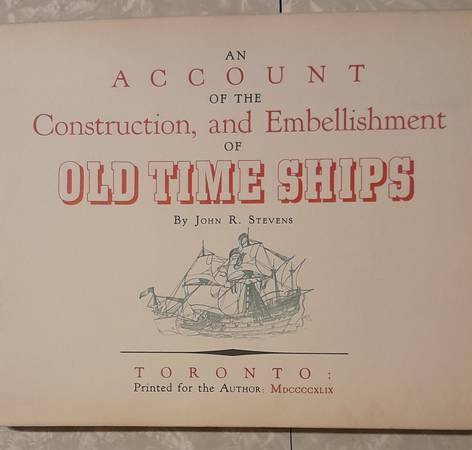 AN
ACCOUNT
OF THE
Construction, and Embellishment
OF
OLD TIME SHIPS
By John R. Stevens
TORONTO:
Printed for the Author: MDCCCCXLIX